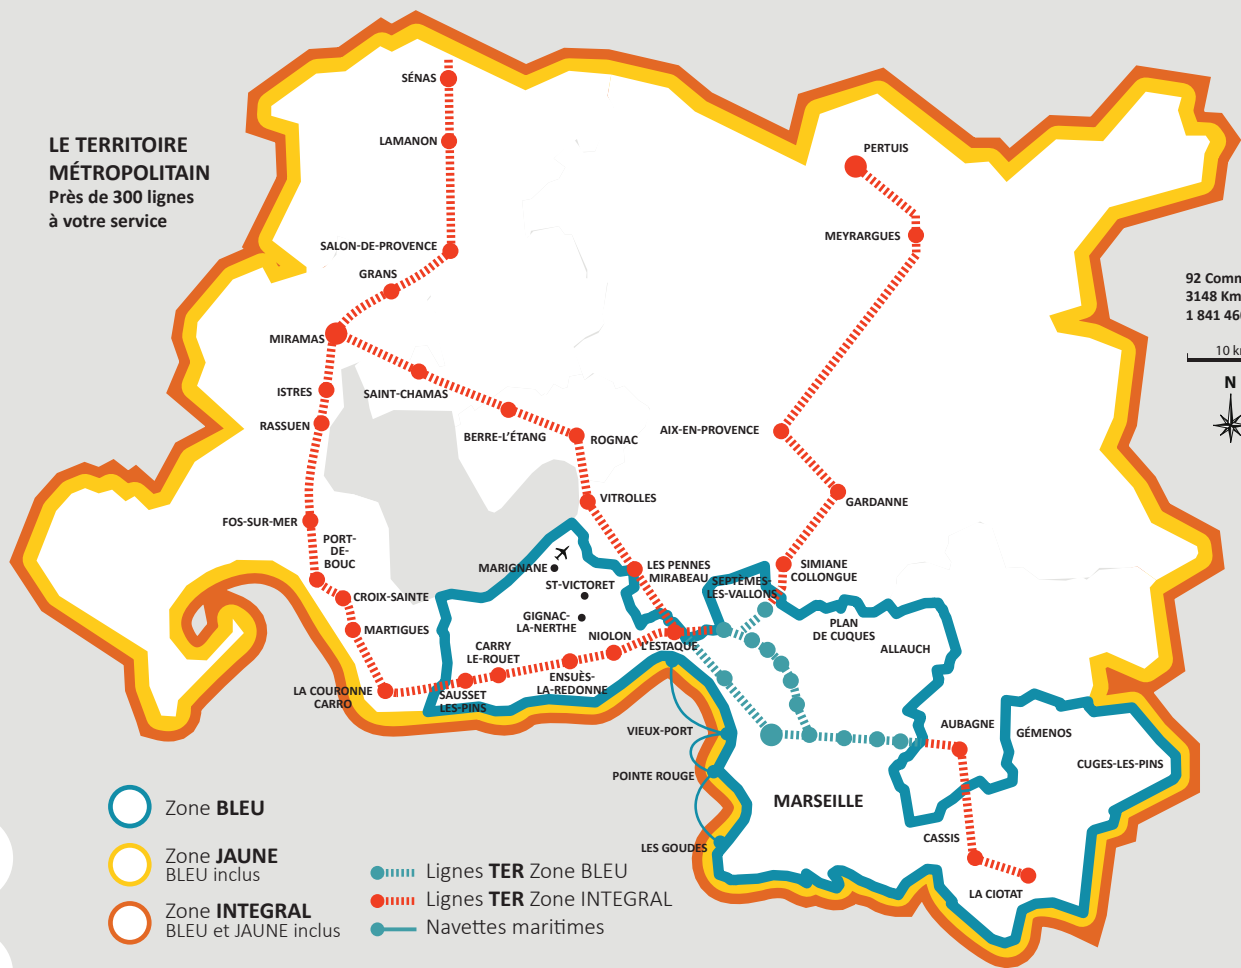 LE TERRITOIRE
MÉTROPOLITAIN
Près de 300 lignes
à votre service
SÉNAS
LAMANON
PERTUIS
MEYRARGUES
SALON-DE-PROVENCE
GRANS
92 Comm
3148 Km
1 841 46
10 k
N
MIRAMAS
ISTRES
SAINT-CHAMAS
RASSUEN
BERRE-L'ÉTANG
ROGNAC
AIX-EN-PROVENCE
VITROLLES
GARDANNE
FOS-SUR-MER
PORT-
DE-
BOUC
MARIGNANE
LES PENNES
MIRABEAU
SIMIANE
COLLONGUE
ST-VICTORET
SEPTÈMES-
LES-VALLONS
CROIX-SAINTE
GIGNAC-
LA-NERTHE
PLAN
DE CUQUES
MARTIGUES
NIOLON
L'ESTAQUE
ALLAUCH
CARRY
LE-ROUET
ENSUÈS-
LA-REDONNE
LA COURONNE
CARRO
SAUSSET
LES-PINS
VIEUX-PORT
AUBAGNE
GÉMENOS
CUGES-LES-PINS
POINTE ROUGE
MARSEILLE
LES GOUDES
CASSIS
LA CIOTAT
Zone BLEU
Zone JAUNE
BLEU inclus
Zone INTEGRAL
BLEU et JAUNE inclus
Lignes TER Zone BLEU
Lignes TER Zone INTEGRAL
Navettes maritimes